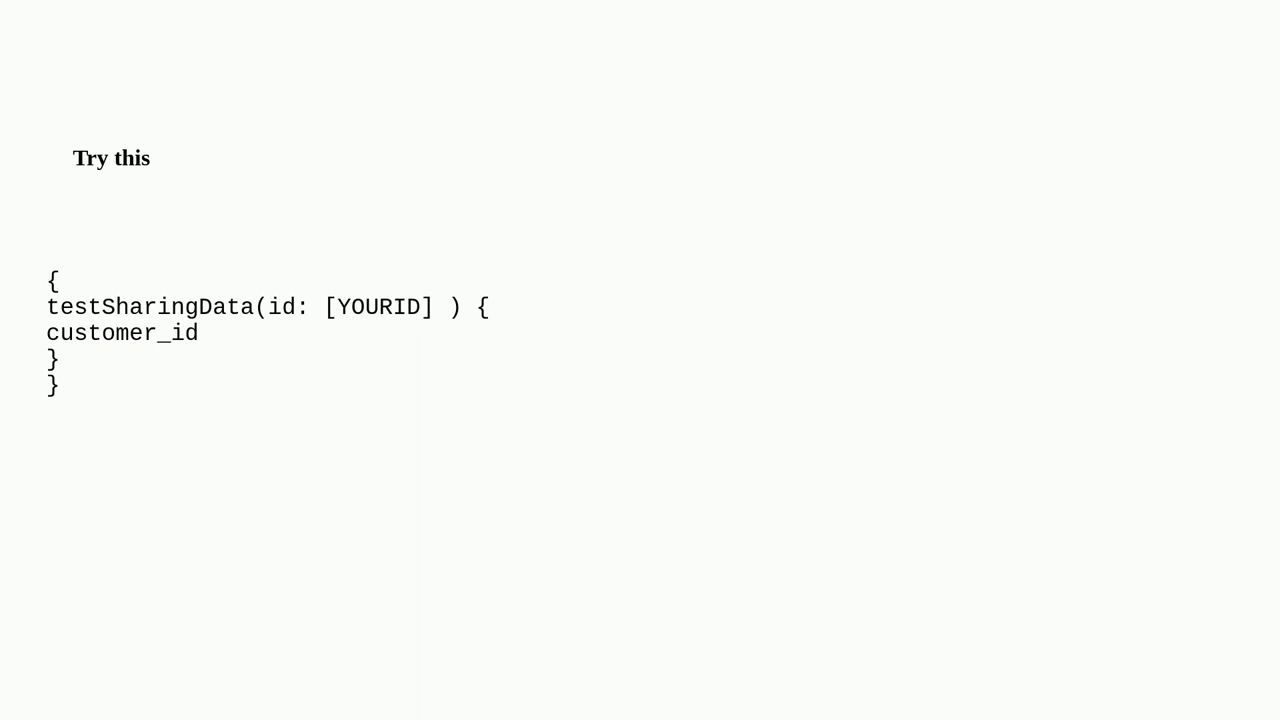 Try this
{
testSharingData(id: [YOURID] ) {
customer_id
}
}